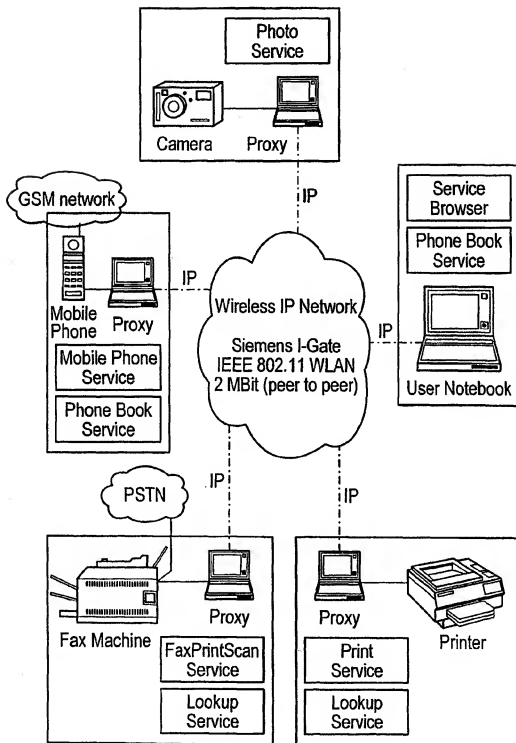 Photo
Service
Camera
Proxy
IP
GSM network
Mobile
Phone
Proxy
IP
Mobile Phone
Service
Phone Book
Service
Service
Browser
Phone Book
Service
User Notebook
IP
Wireless IP Network
Siemens I-Gate
IEEE 802.11 WLAN
2 MBit (peer to peer)
IP
IP
PSTN
Fax Machine
Proxy
FaxPrintScan
Service
Lookup
Service
Proxy
Printer
Print
Service
Lookup
Service